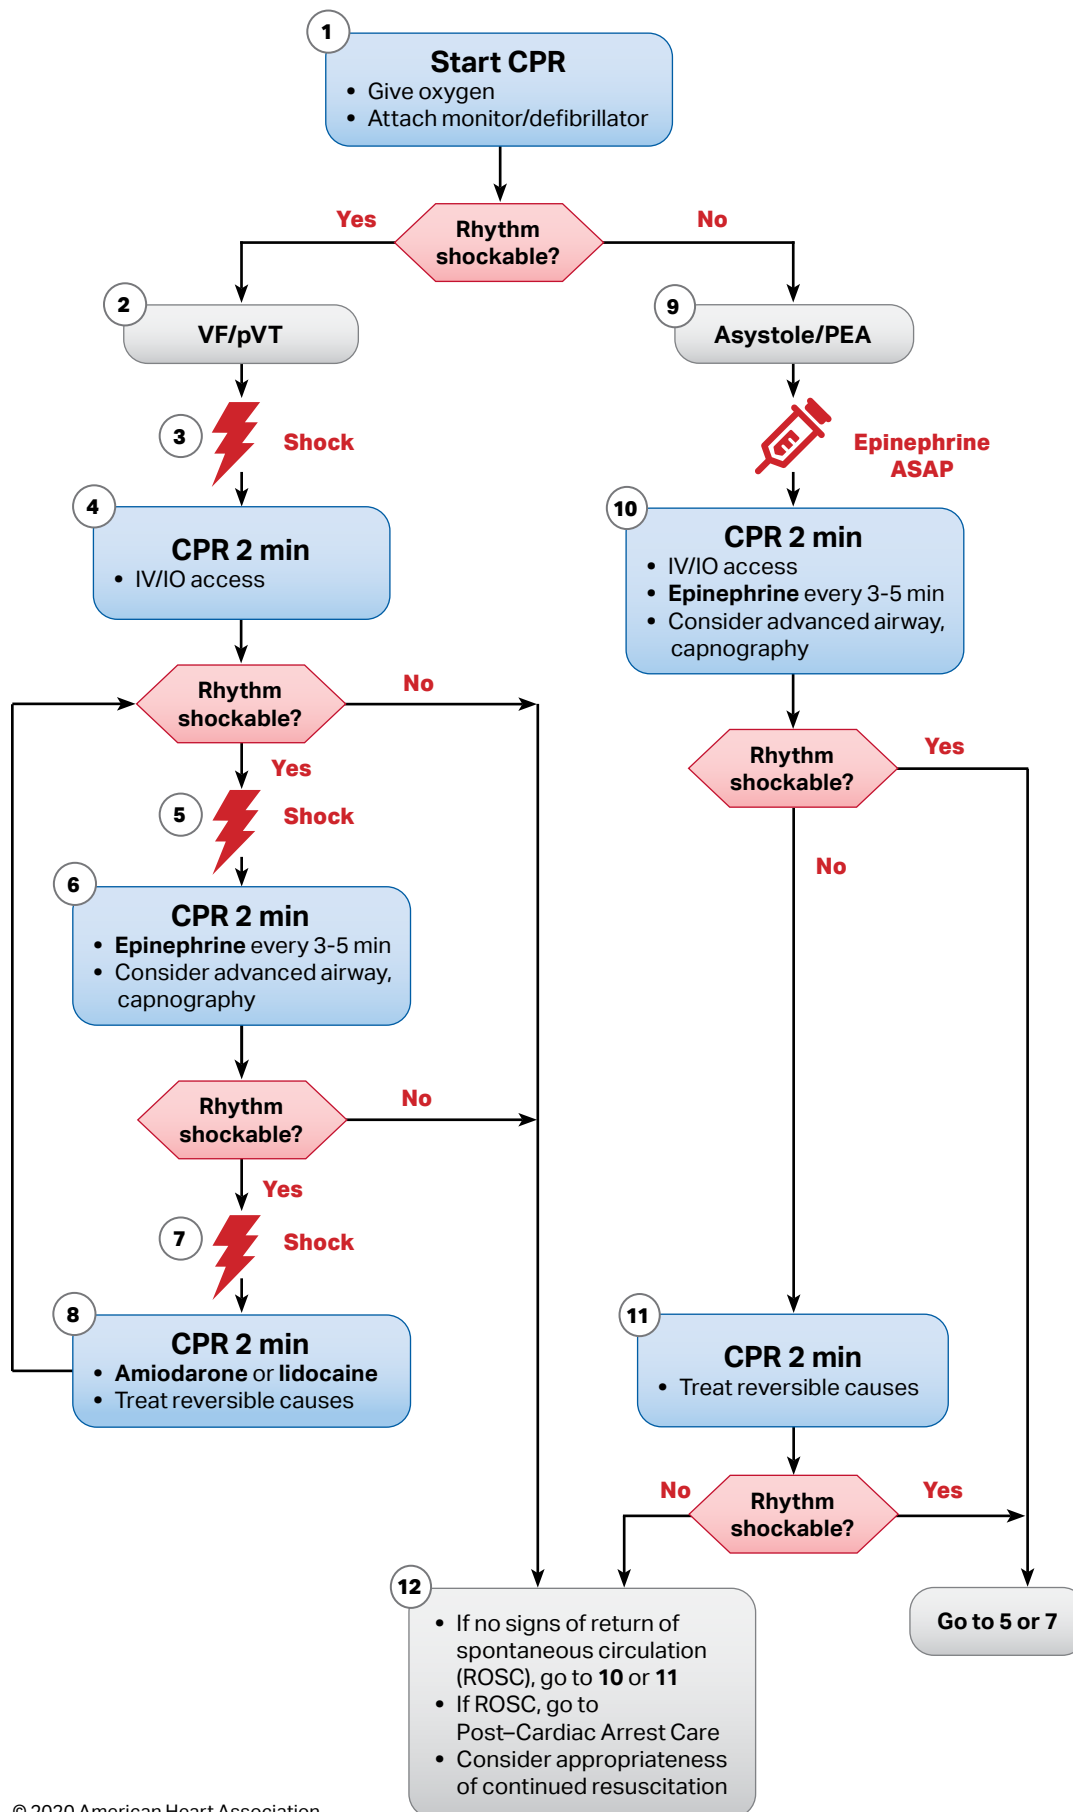 1
Start CPR
• Give oxygen
• Attach monitor/defibrillator
Rhythm
shockable?
Yes
No
2
VF/pVT
3
Shock
4
CPR 2 min
• IV/IO access
Rhythm
shockable?
No
Yes
5
Shock
6
CPR 2 min
• Epinephrine every 3-5 min
• Consider advanced airway,
capnography
Rhythm
shockable?
No
Yes
7
Shock
8
CPR 2 min
• Amiodarone or lidocaine
• Treat reversible causes
9
Asystole/PEA
Epinephrine
ASAP
10
CPR 2 min
• IV/IO access
• Epinephrine every 3-5 min
• Consider advanced airway,
capnography
Rhythm
shockable?
Yes
No
11
CPR 2 min
• Treat reversible causes
Rhythm
shockable?
No
Yes
12
• If no signs of return of
spontaneous circulation
(ROSC), go to 10 or 11
• If ROSC, go to
Post–Cardiac Arrest Care
• Consider appropriateness
of continued resuscitation
Go to 5 or 7
© 2020 American Heart Association